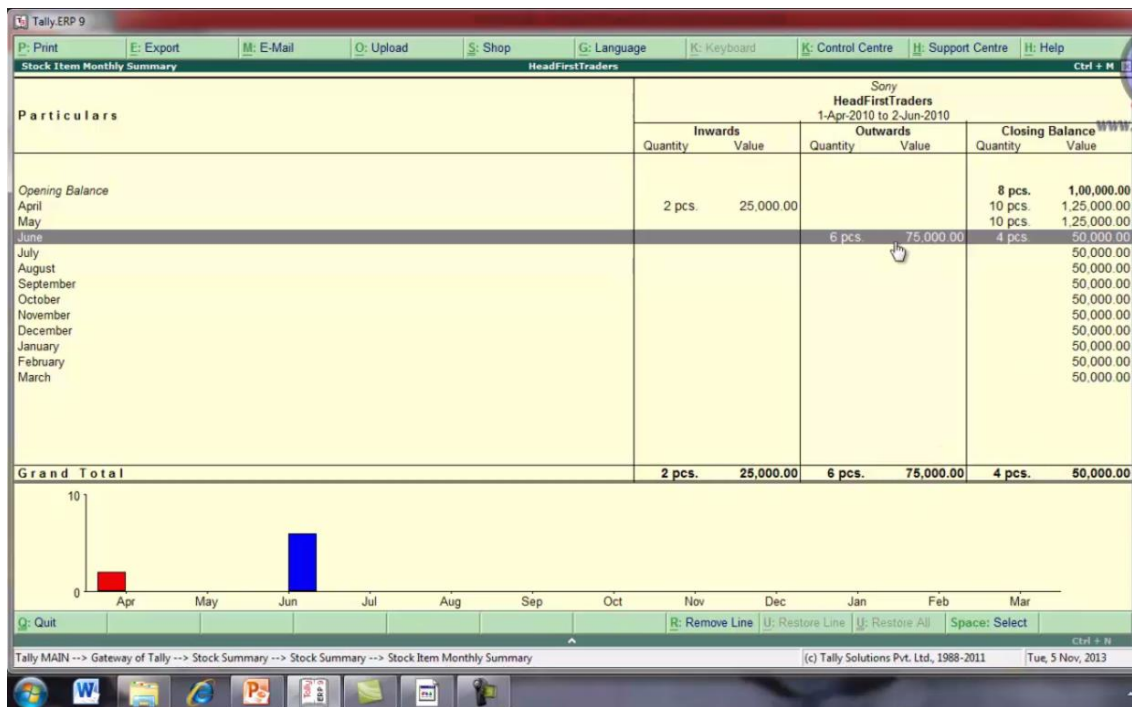 Tally.ERP 9
P: Print E: Export M: E-Mail O: Upload S: Shop G: Language K: Keyboard K: Control Centre H: Support Centre H: Help
Stock Item Monthly Summary HeadFirstTraders Ctrl + M
Particulars Sony
HeadFirstTraders
1-Apr-2010 to 2-Jun-2010
Inwards Outwards Closing Balance www.
Quantity Value Quantity Value Quantity Value
Opening Balance 8 pcs. 1,00,000.00
April 2 pcs. 25,000.00 10 pcs. 1,25,000.00
May 10 pcs. 1,25,000.00
June 6 pcs. 75,000.00 4 pcs. 50,000.00
July 50,000.00
August 50,000.00
September 50,000.00
October 50,000.00
November 50,000.00
December 50,000.00
January 50,000.00
February 50,000.00
March 50,000.00
Grand Total 2 pcs. 25,000.00 6 pcs. 75,000.00 4 pcs. 50,000.00
10
0
Apr May Jun Jul Aug Sep Oct Nov Dec Jan Feb Mar
Q: Quit R: Remove Line U: Restore Line U: Restore All Space: Select
Ctrl + N
Tally MAIN --> Gateway of Tally --> Stock Summary --> Stock Summary --> Stock Item Monthly Summary (c) Tally Solutions Pvt. Ltd., 1988-2011 Tue, 5 Nov, 2013